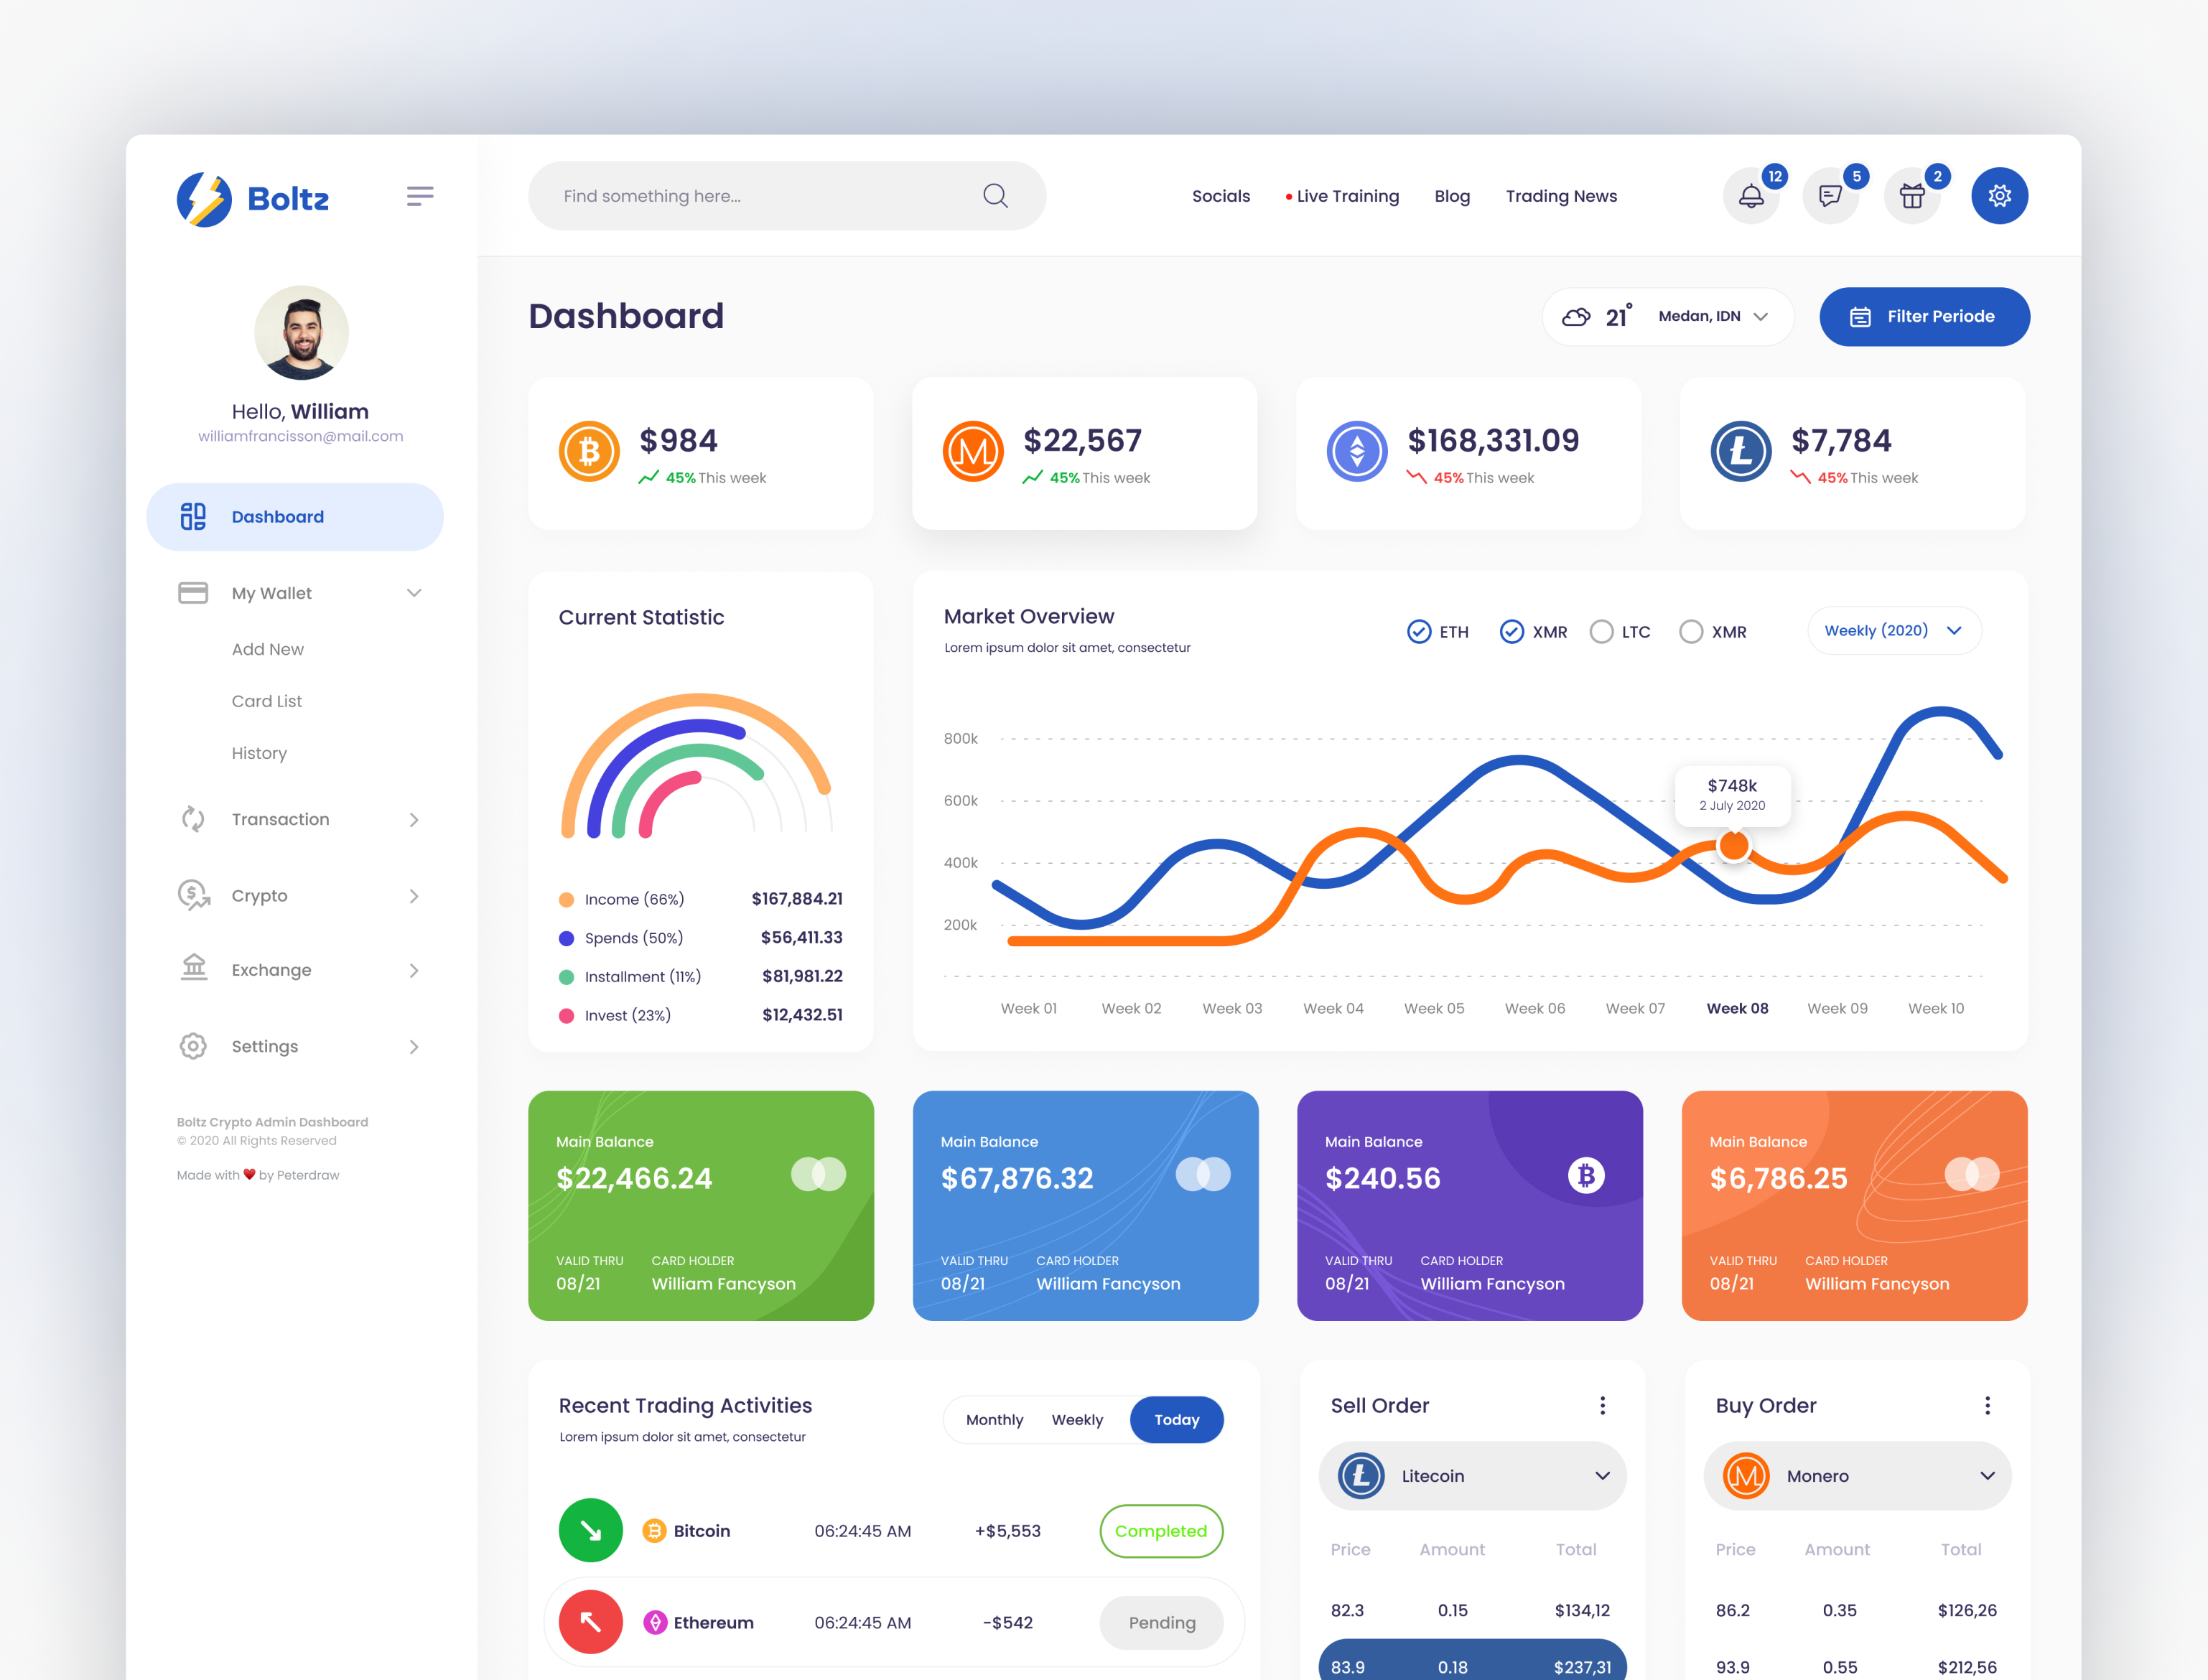 Boltz
Find something here...
Socials
Live Training
Blog
Trading News
12
5
2
Hello, William
williamfrancisson@mail.com
Dashboard
My Wallet
Add New
Card List
History
Transaction
Crypto
Exchange
Settings
Boltz Crypto Admin Dashboard
© 2020 All Rights Reserved
Made with ❤ by Peterdraw
Dashboard
21° Medan, IDN
Filter Periode
$984
45% This week
$22,567
45% This week
$168,331.09
45% This week
$7,784
45% This week
Current Statistic
Income (66%) $167,884.21
Spends (50%) $56,411.33
Installment (11%) $81,981.22
Invest (23%) $12,432.51
Market Overview
Lorem ipsum dolor sit amet, consectetur
ETH XMR LTC XMR
Weekly (2020)
800k
600k
400k
200k
$748k
2 July 2020
Week 01 Week 02 Week 03 Week 04 Week 05 Week 06 Week 07 Week 08 Week 09 Week 10
Main Balance
$22,466.24
VALID THRU CARD HOLDER
08/21 William Fancyson
Main Balance
$67,876.32
VALID THRU CARD HOLDER
08/21 William Fancyson
Main Balance
$240.56
VALID THRU CARD HOLDER
08/21 William Fancyson
Main Balance
$6,786.25
VALID THRU CARD HOLDER
08/21 William Fancyson
Recent Trading Activities
Lorem ipsum dolor sit amet, consectetur
Monthly Weekly Today
Bitcoin 06:24:45 AM +$5,553 Completed
Ethereum 06:24:45 AM -$542 Pending
Sell Order
Litecoin
Price Amount Total
82.3 0.15 $134,12
83.9 0.18 $237,31
Buy Order
Monero
Price Amount Total
86.2 0.35 $126,26
93.9 0.55 $212,56